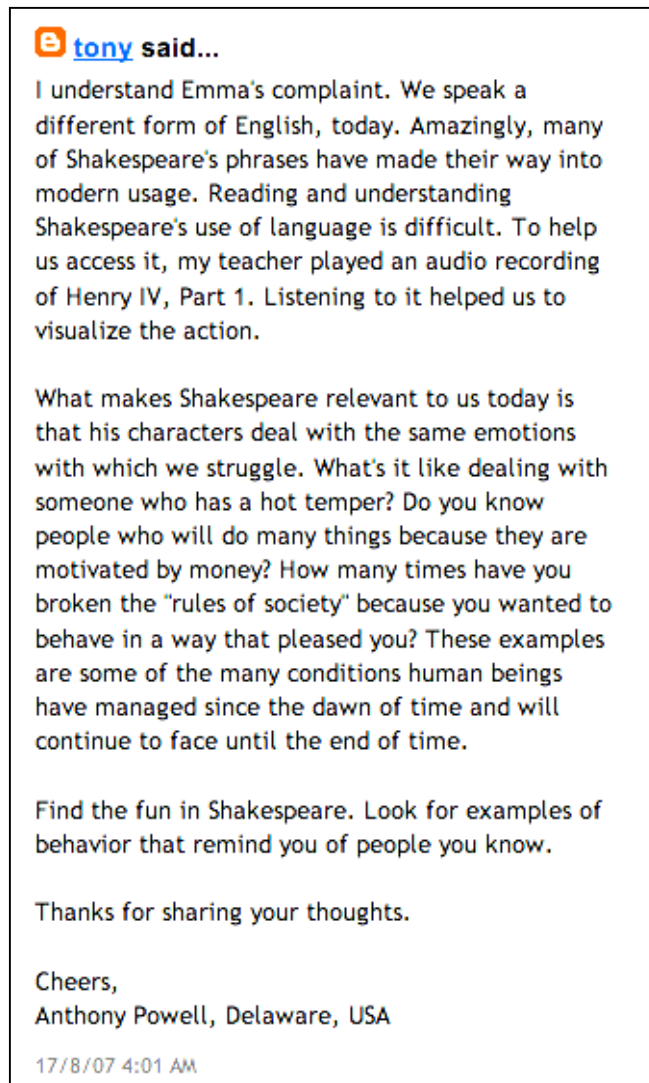 tony said...
I understand Emma's complaint. We speak a
different form of English, today. Amazingly, many
of Shakespeare's phrases have made their way into
modern usage. Reading and understanding
Shakespeare's use of language is difficult. To help
us access it, my teacher played an audio recording
of Henry IV, Part 1. Listening to it helped us to
visualize the action.
What makes Shakespeare relevant to us today is
that his characters deal with the same emotions
with which we struggle. What's it like dealing with
someone who has a hot temper? Do you know
people who will do many things because they are
motivated by money? How many times have you
broken the "rules of society" because you wanted to
behave in a way that pleased you? These examples
are some of the many conditions human beings
have managed since the dawn of time and will
continue to face until the end of time.
Find the fun in Shakespeare. Look for examples of
behavior that remind you of people you know.
Thanks for sharing your thoughts.
Cheers,
Anthony Powell, Delaware, USA
17/8/07 4:01 AM